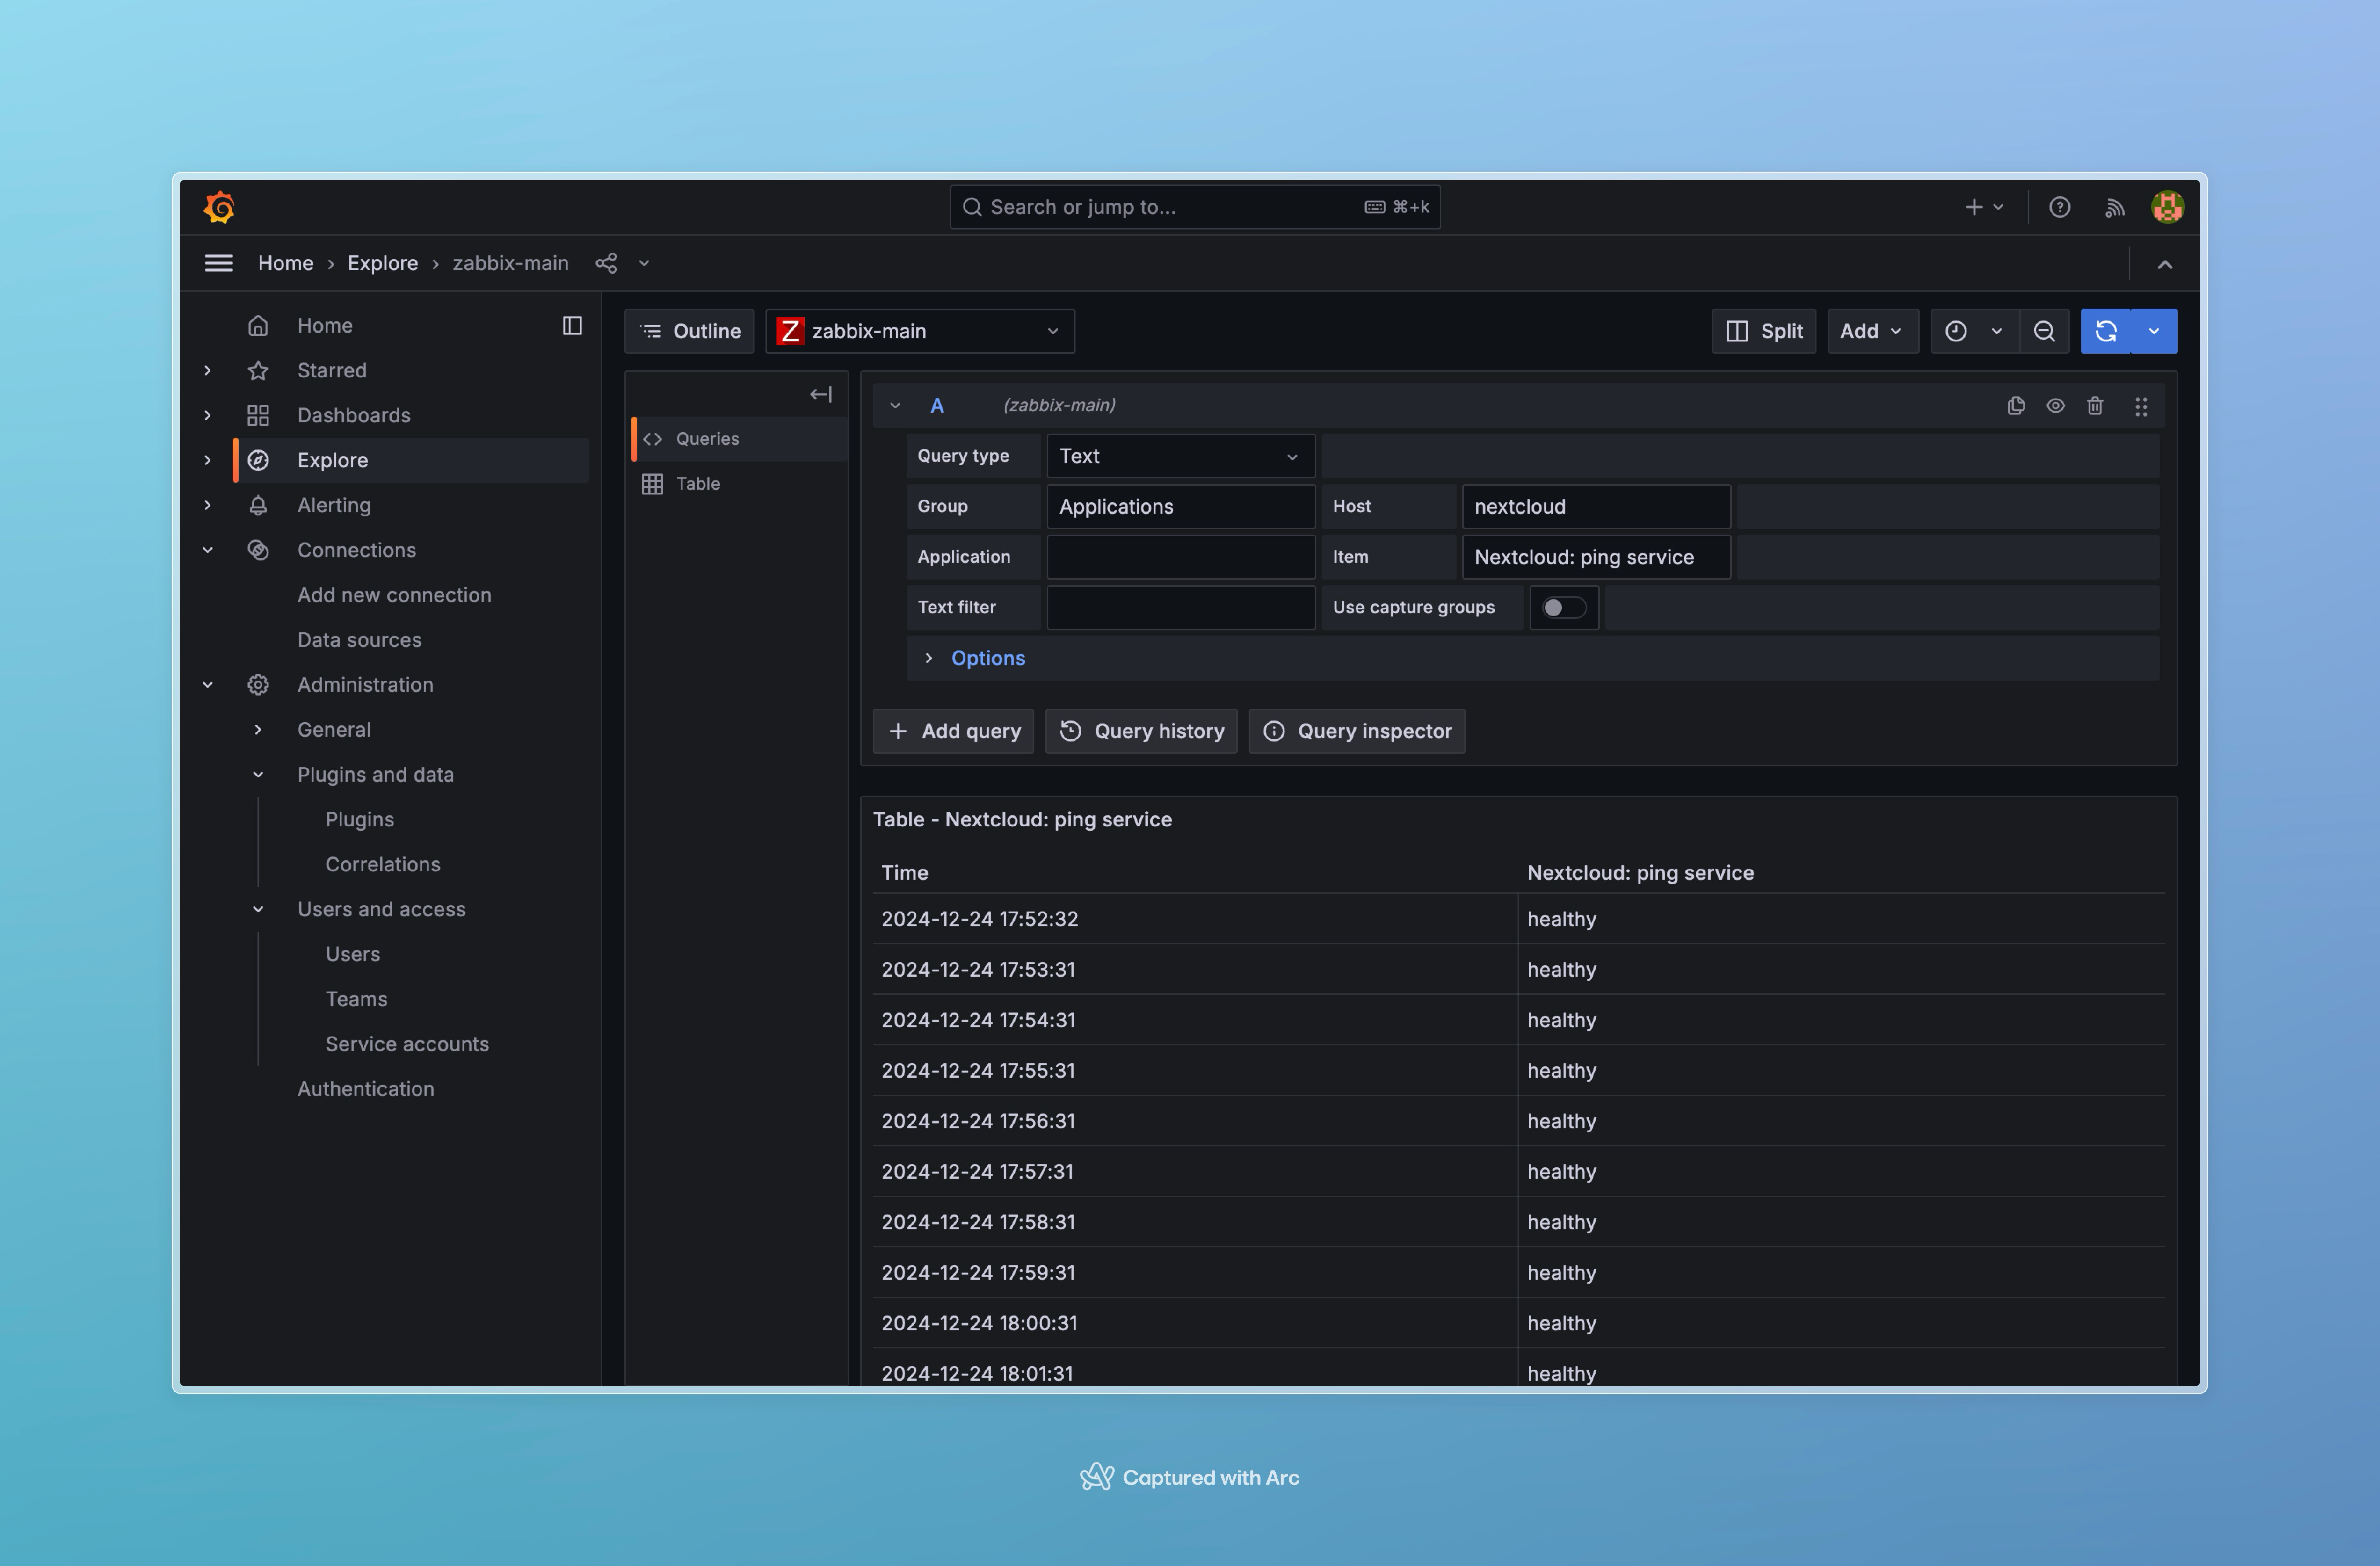 Search or jump to... ⌘+k
Home › Explore › zabbix-main
Home
Starred
Dashboards
Explore
Alerting
Connections
Add new connection
Data sources
Administration
General
Plugins and data
Plugins
Correlations
Users and access
Users
Teams
Service accounts
Authentication
Outline Z zabbix-main Split Add
Queries
Table
A (zabbix-main)
Query type Text
Group Applications Host nextcloud
Application Item Nextcloud: ping service
Text filter Use capture groups
Options
Add query Query history Query inspector
Table - Nextcloud: ping service
Time Nextcloud: ping service
2024-12-24 17:52:32 healthy
2024-12-24 17:53:31 healthy
2024-12-24 17:54:31 healthy
2024-12-24 17:55:31 healthy
2024-12-24 17:56:31 healthy
2024-12-24 17:57:31 healthy
2024-12-24 17:58:31 healthy
2024-12-24 17:59:31 healthy
2024-12-24 18:00:31 healthy
2024-12-24 18:01:31 healthy
Captured with Arc